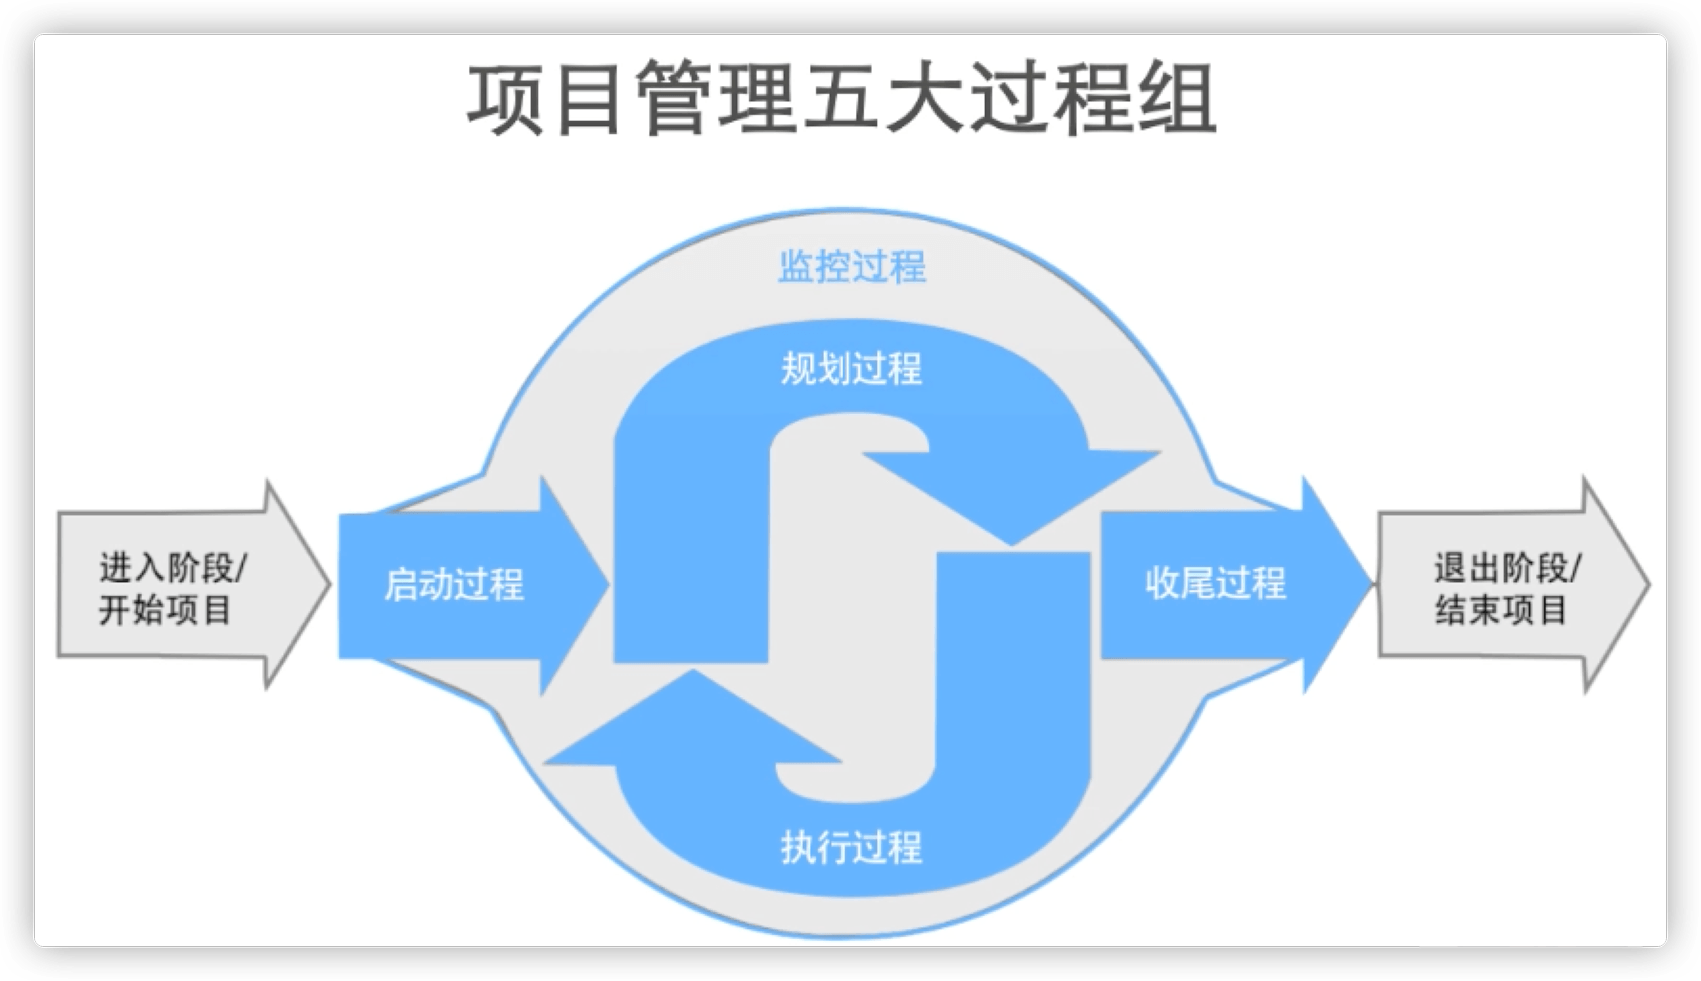 项目管理五大过程组
监控过程
规划过程
进入阶段/
开始项目
启动过程
收尾过程
退出阶段/
结束项目
执行过程